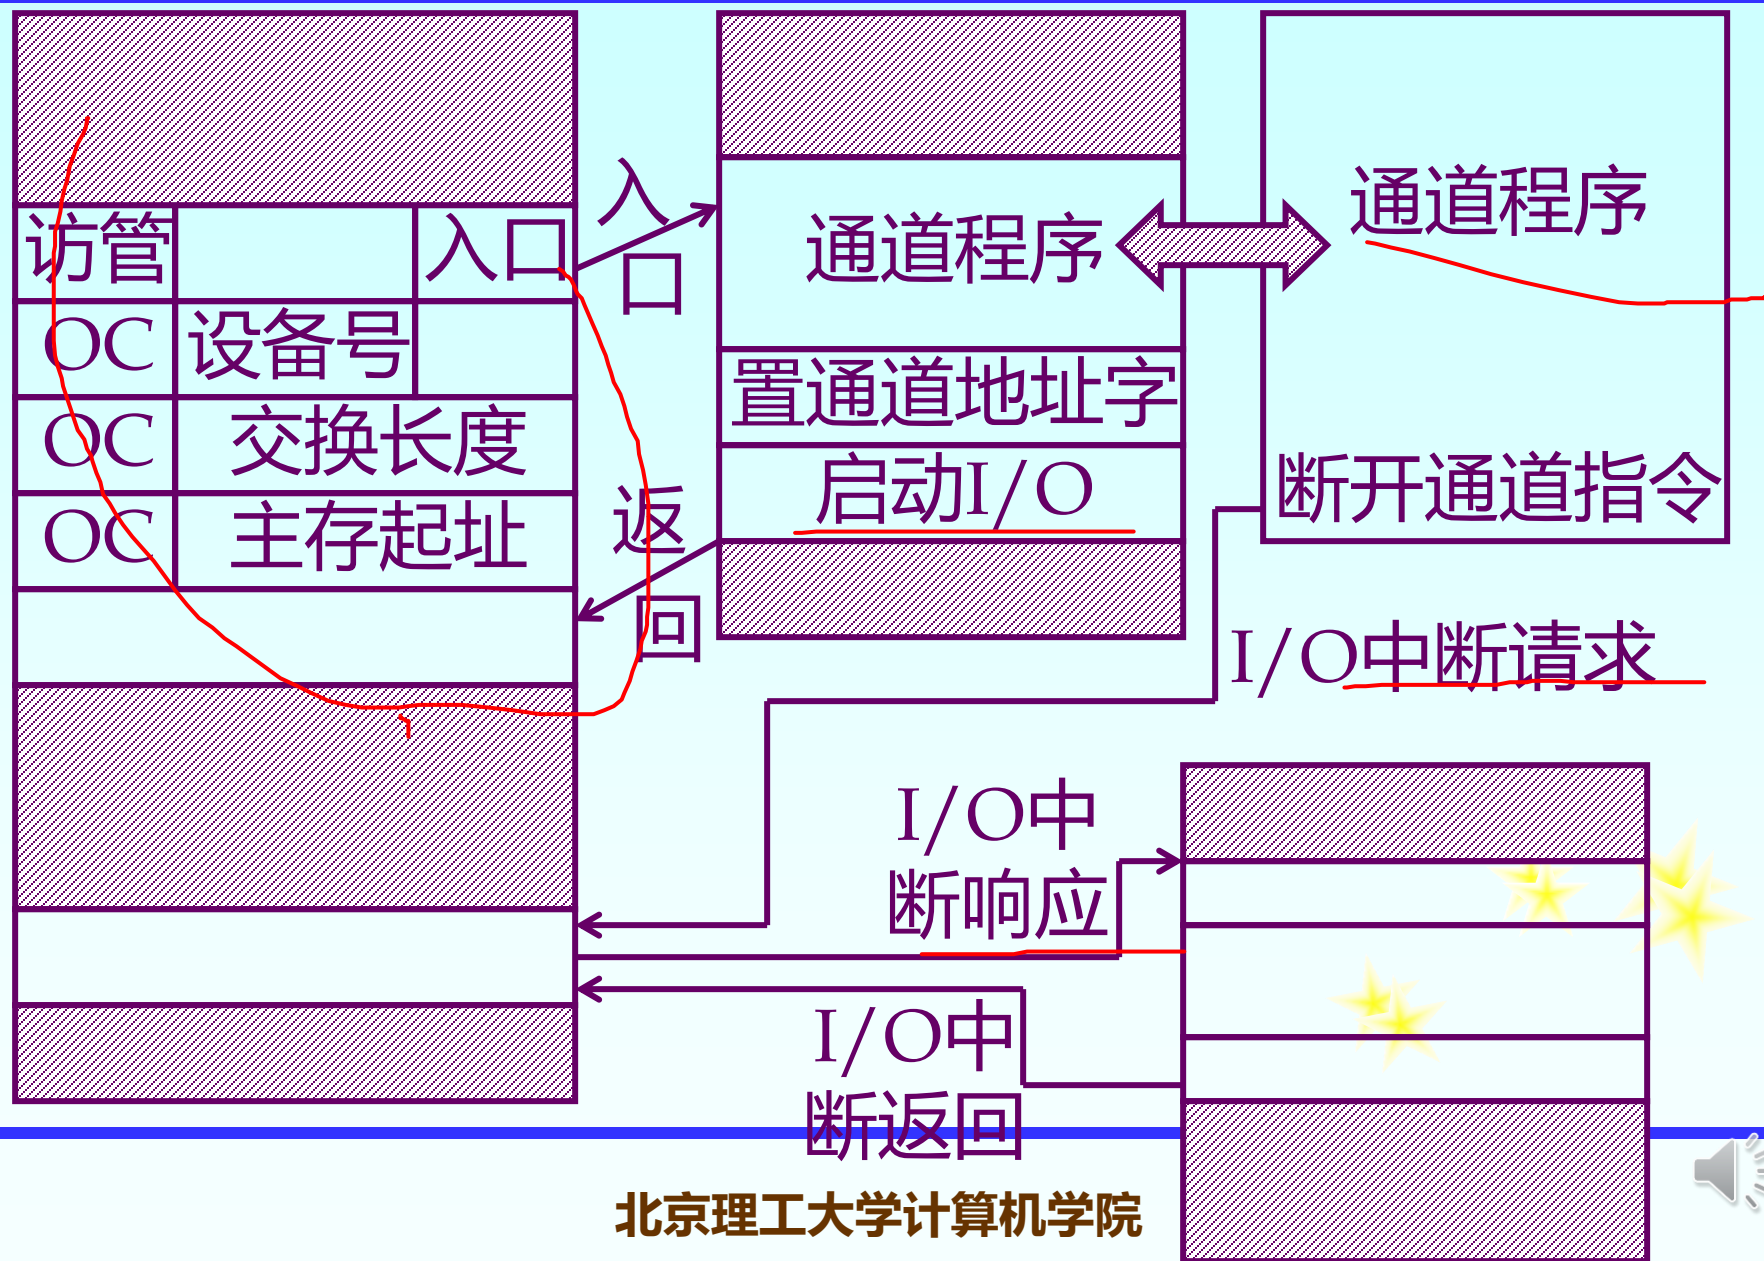 访管 入口
OC 设备号
OC 交换长度
OC 主存起址
入口
返回
通道程序
置通道地址字
启动I/O
通道程序
断开通道指令
I/O中断请求
I/O中
断响应
I/O中
断返回
北京理工大学计算机学院